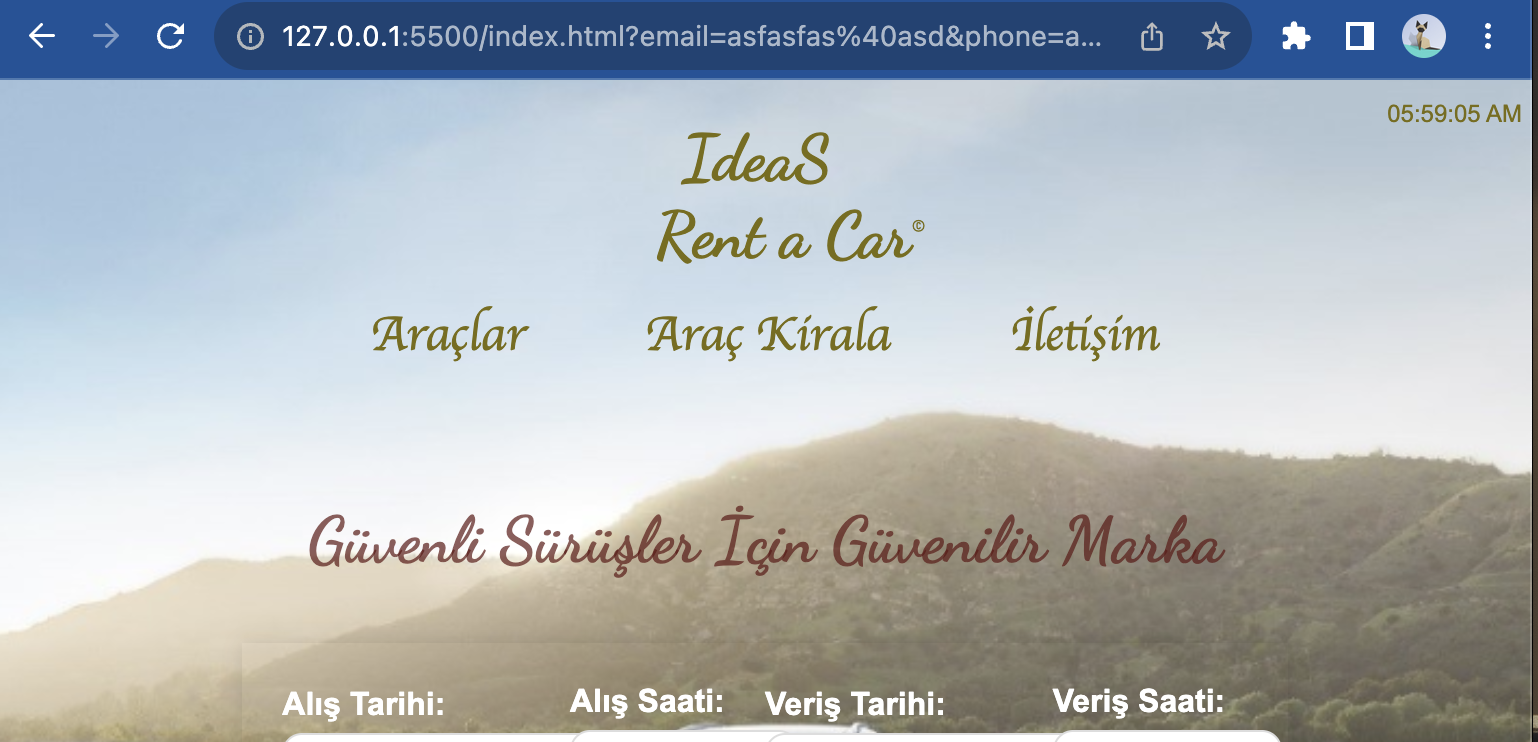 127.0.0.1:5500/index.html?email=asfasfas%40asd&phone=a...
05:59:05 AM
IdeaS
Rent a Car©
Araçlar Araç Kirala İletişim
Güvenli Sürüşler İçin Güvenilir Marka
Alış Tarihi: Alış Saati: Veriş Tarihi: Veriş Saati: